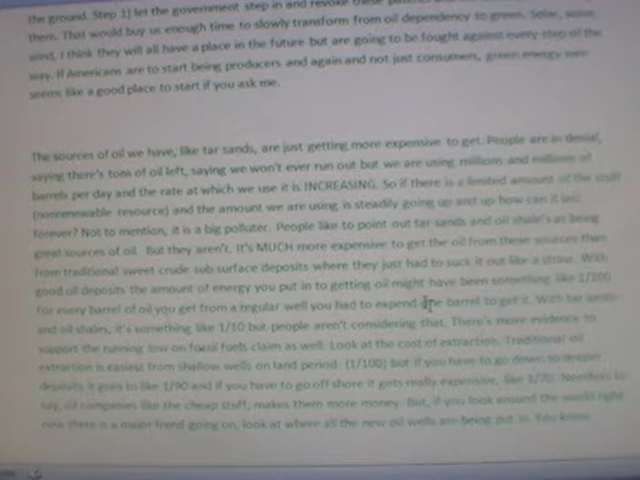 the ground. Step 1) let the government step in and revoke these
them. That would buy us enough time to slowly transform from oil dependency to green. Solar, wave,
wind, I think they will all have a place in the future but are going to be fought against every step of the
way. If Americans are to start being producers and again and not just consumers, green energy sure
seems like a good place to start if you ask me.
The sources of oil we have, like tar sands, are just getting more expensive to get. People are in denial,
saying there's tons of oil left, saying we won't ever run out but we are using millions and millions of
barrels per day and the rate at which we use it is INCREASING. So if there is a limited amount of the stuff
(nonrenewable resource) and the amount we are using is steadily going up and up how can it last
forever? Not to mention, it is a big polluter. People like to point out tar sands and oil shale's as being
great sources of oil. But they aren't. It's MUCH more expensive to get the oil from these sources than
from traditional sweet crude sub surface deposits where they just had to suck it out like a straw. With
good oil deposits the amount of energy you put in to getting oil might have been something like 1/100
For every barrel of oil you get from a regular well you had to expend one barrel to get it. With tar sands
and oil shales, it's something like 1/10 but people aren't considering that. There's more evidence to
support the running low on fossil fuels claim as well. Look at the cost of extraction. Traditional oil
extraction is easiest from shallow wells on land period. (1/100) but if you have to go down to deeper
deposits it goes to like 1/90 and if you have to go off shore it gets really expensive, like 1/70. Needless to
say, oil companies like the cheap stuff, makes them more money. But, if you look around the world right
now there is a major trend going on, look at where all the new oil wells are being put in. You know